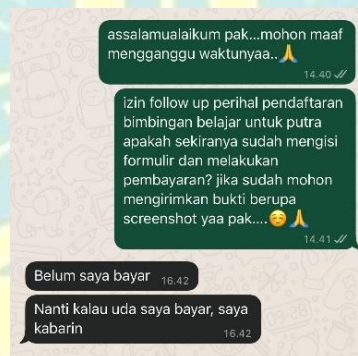 assalamualaikum pak...mohon maaf
mengganggu waktunyaa..🙏
14.40
izin follow up perihal pendaftaran
bimbingan belajar untuk putra
apakah sekiranya sudah mengisi
formulir dan melakukan
pembayaran? jika sudah mohon
mengirimkan bukti berupa
screenshot yaa pak....☺️🙏
14.41
Belum saya bayar 16.42
Nanti kalau uda saya bayar, saya
kabarin
16.42